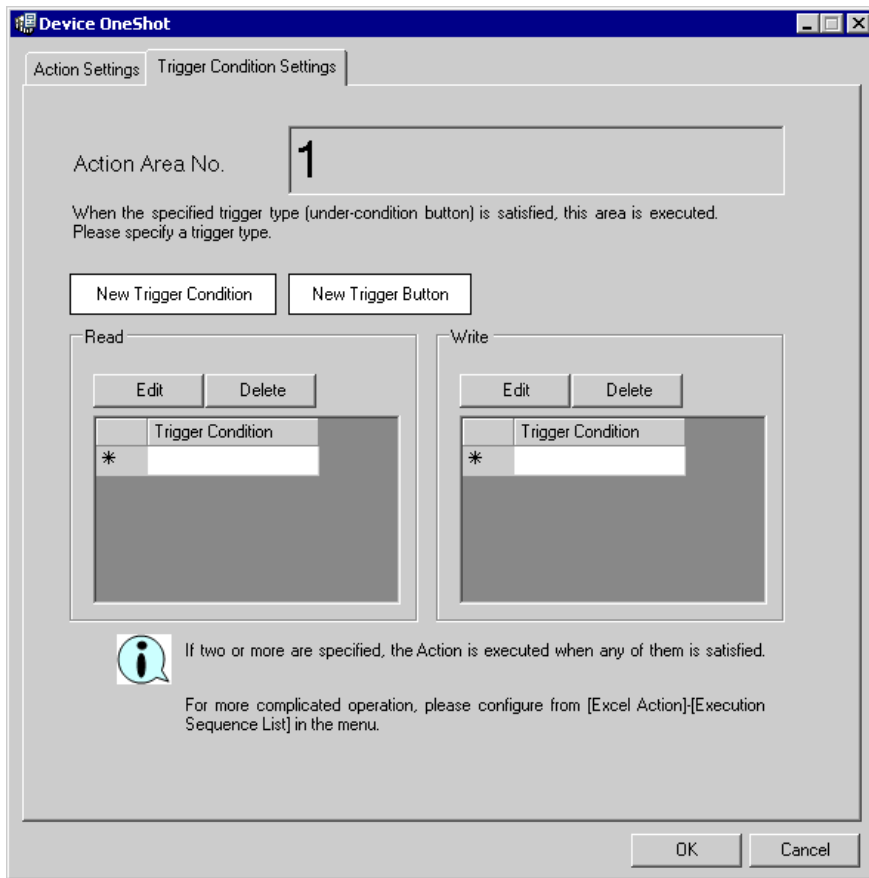 Device OneShot
Action Settings
Trigger Condition Settings
Action Area No.
1
When the specified trigger type (under-condition button) is satisfied, this area is executed.
Please specify a trigger type.
New Trigger Condition
New Trigger Button
Read
Write
Edit
Delete
Edit
Delete
Trigger Condition
Trigger Condition
*
*
If two or more are specified, the Action is executed when any of them is satisfied.
For more complicated operation, please configure from [Excel Action]-[Execution
Sequence List] in the menu.
OK
Cancel